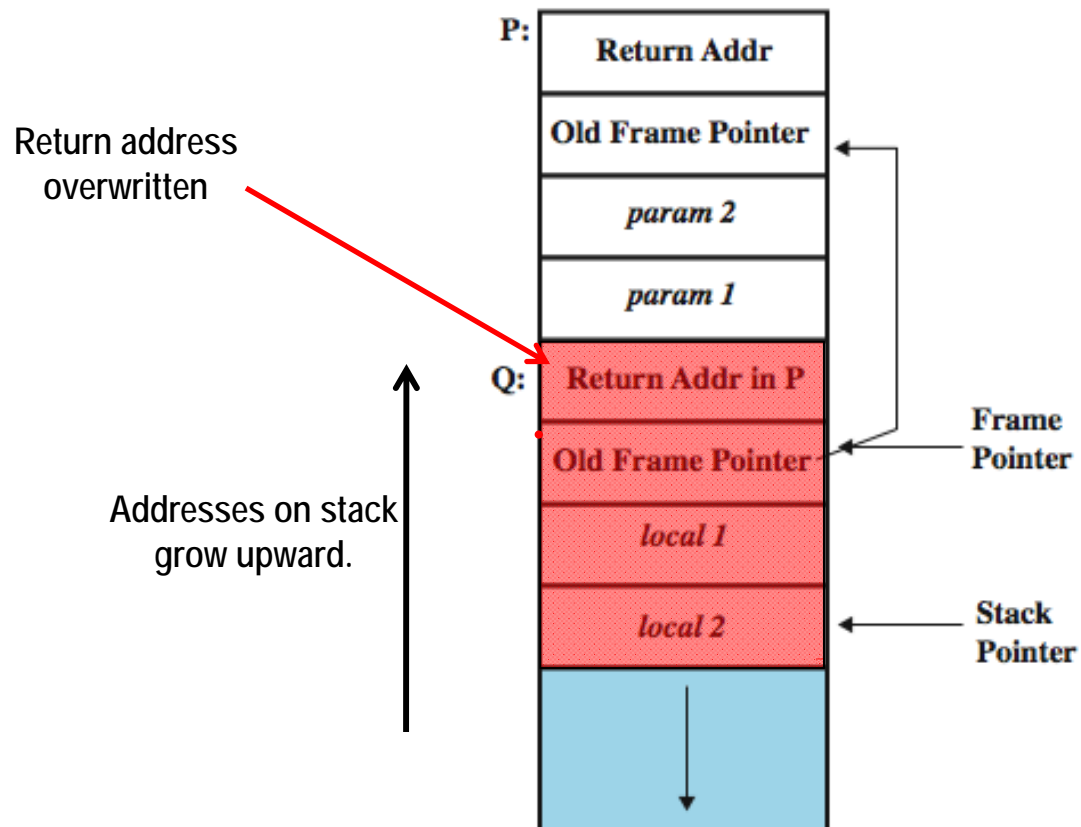 P:
Return Addr
Return address
overwritten
Old Frame Pointer
param 2
param 1
Q:
Return Addr in P
Old Frame Pointer
Frame
Pointer
Addresses on stack
grow upward.
local 1
local 2
Stack
Pointer